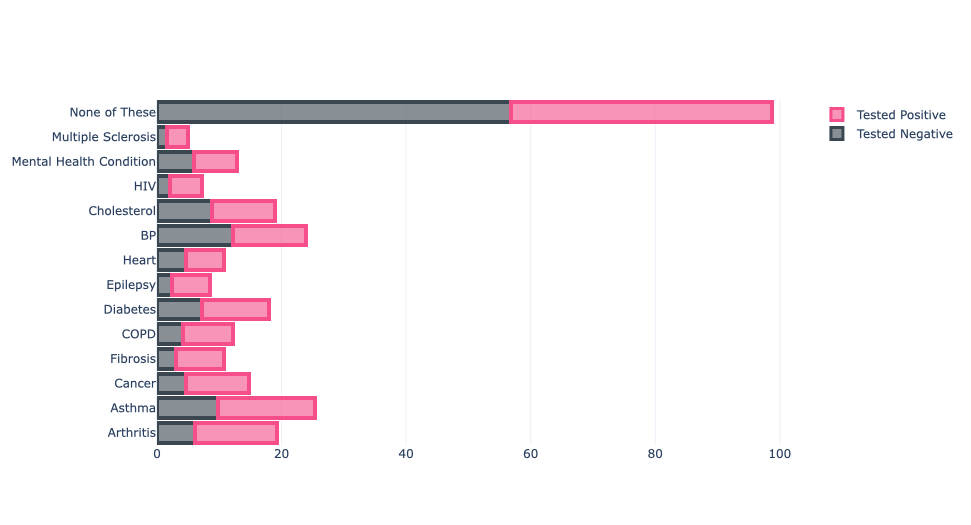 None of These
Multiple Sclerosis
Mental Health Condition
HIV
Cholesterol
BP
Heart
Epilepsy
Diabetes
COPD
Fibrosis
Cancer
Asthma
Arthritis
0 20 40 60 80 100
Tested Positive
Tested Negative